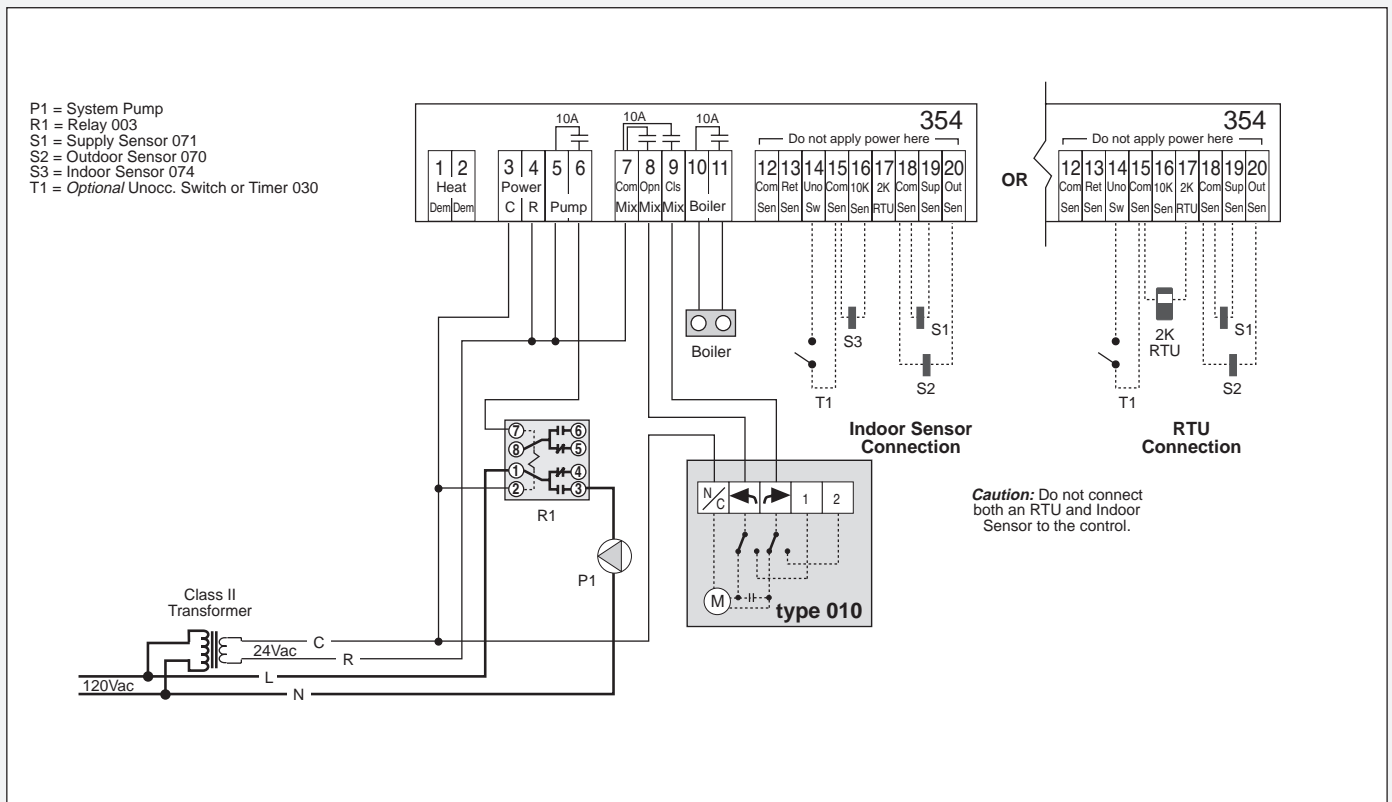 P1 = System Pump
R1 = Relay 003
S1 = Supply Sensor 071
S2 = Outdoor Sensor 070
S3 = Indoor Sensor 074
T1 = Optional Unocc. Switch or Timer 030
10A 10A 10A 354
Do not apply power here
1 2 3 4 5 6 7 8 9 10 11 12 13 14 15 16 17 18 19 20
Heat Power Com Opn Cls Com Ret Uno Com 10K 2K Com Sup Out
Dem Dem C R Pump Mix Mix Mix Boiler Sen Sen Sw Sen Sen RTU Sen Sen Sen
OR
354
Do not apply power here
12 13 14 15 16 17 18 19 20
Com Ret Uno Com 10K 2K Com Sup Out
Sen Sen Sw Sen Sen RTU Sen Sen Sen
Boiler
S3
S1
S2
T1
Indoor Sensor
Connection
2K
RTU
S1
S2
T1
RTU
Connection
Caution: Do not connect
both an RTU and Indoor
Sensor to the control.
7 6
8 5
1 4
2 3
R1
P1
N/C 1 2
M
type 010
Class II
Transformer
C
24Vac
R
L
120Vac
N